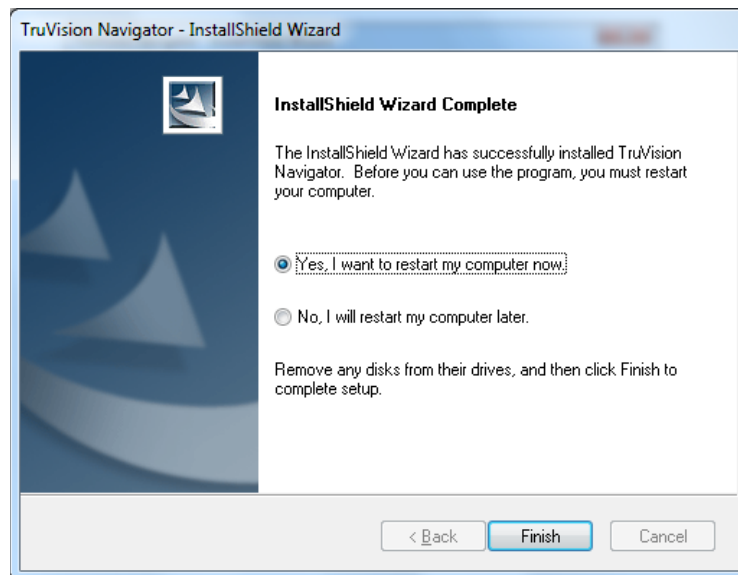 TruVision Navigator - InstallShield Wizard
InstallShield Wizard Complete
The InstallShield Wizard has successfully installed TruVision
Navigator. Before you can use the program, you must restart
your computer.
Yes, I want to restart my computer now.
No, I will restart my computer later.
Remove any disks from their drives, and then click Finish to
complete setup.
< Back Finish Cancel